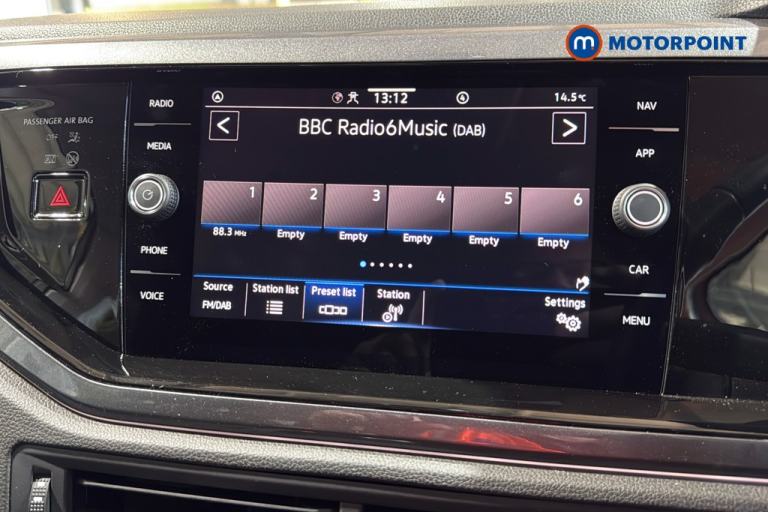 m MOTORPOINT
RADIO
MEDIA
PHONE
VOICE
PASSENGER AIR BAG
13:12
4
14.5°C
<
BBC Radio6Music (DAB)
>
1 2 3 4 5 6
88.3 MHz Empty Empty Empty Empty Empty
Source
FM/DAB
Station list
Preset list
Station
Settings
NAV
APP
CAR
MENU